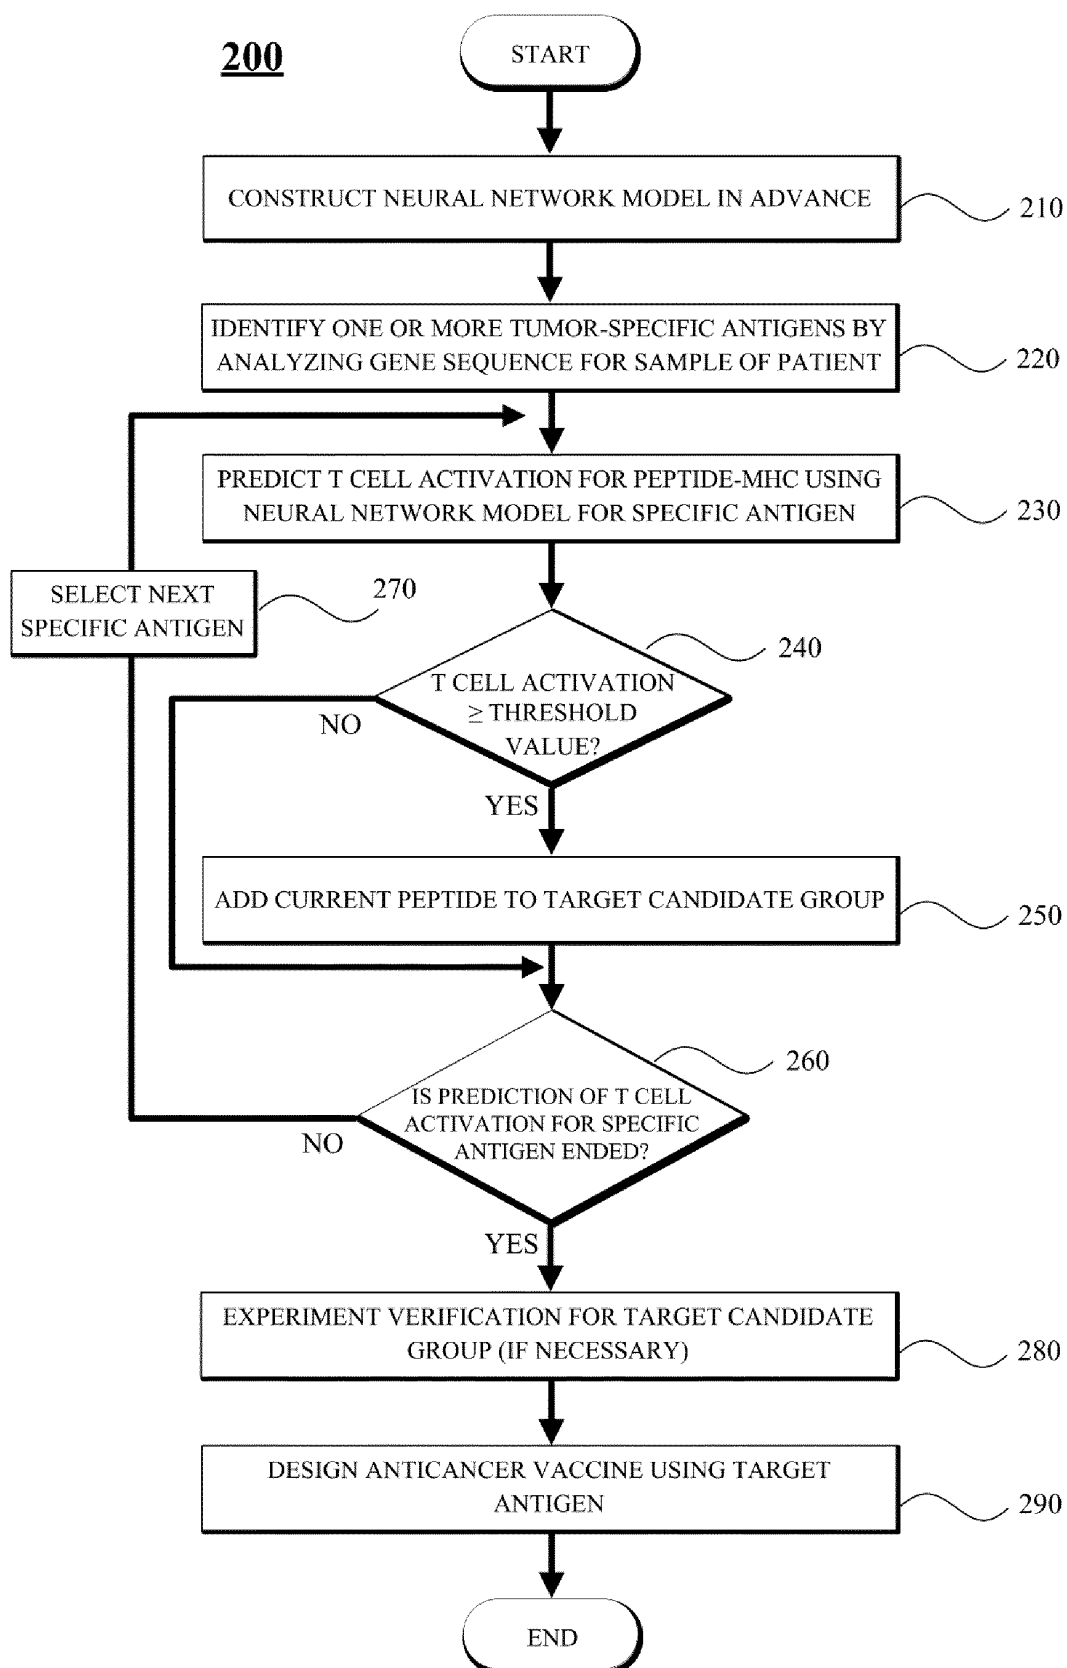 200
START
CONSTRUCT NEURAL NETWORK MODEL IN ADVANCE
210
IDENTIFY ONE OR MORE TUMOR-SPECIFIC ANTIGENS BY
ANALYZING GENE SEQUENCE FOR SAMPLE OF PATIENT
220
PREDICT T CELL ACTIVATION FOR PEPTIDE-MHC USING
NEURAL NETWORK MODEL FOR SPECIFIC ANTIGEN
230
SELECT NEXT
SPECIFIC ANTIGEN
270
240
T CELL ACTIVATION
≥ THRESHOLD
VALUE?
NO
YES
ADD CURRENT PEPTIDE TO TARGET CANDIDATE GROUP
250
260
IS PREDICTION OF T CELL
ACTIVATION FOR SPECIFIC
ANTIGEN ENDED?
NO
YES
EXPERIMENT VERIFICATION FOR TARGET CANDIDATE
GROUP (IF NECESSARY)
280
DESIGN ANTICANCER VACCINE USING TARGET
ANTIGEN
290
END